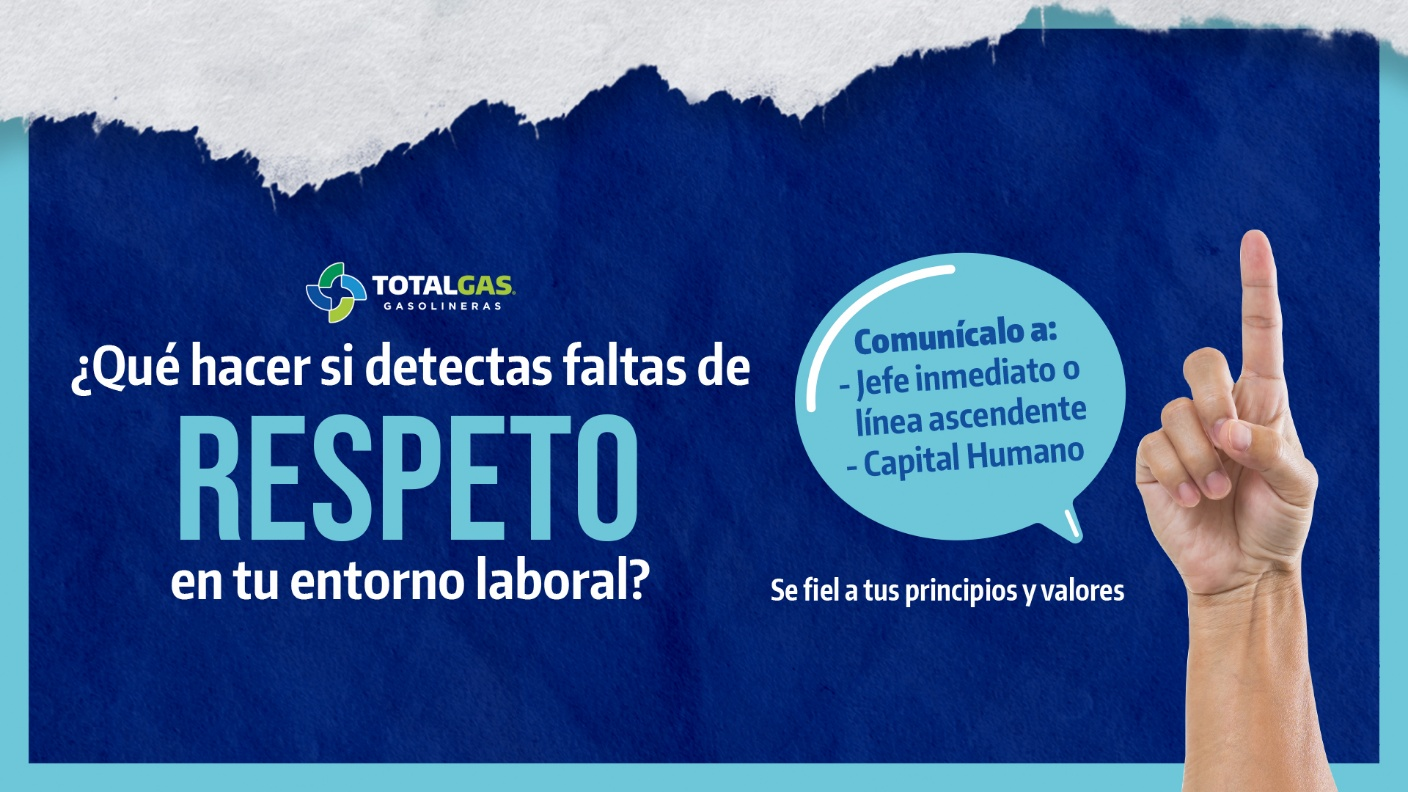 TOTALGAS
GASOLINERAS
¿Qué hacer si detectas faltas de
RESPETO
en tu entorno laboral?
Comunícalo a:
- Jefe inmediato o
línea ascendente
- Capital Humano
Se fiel a tus principios y valores